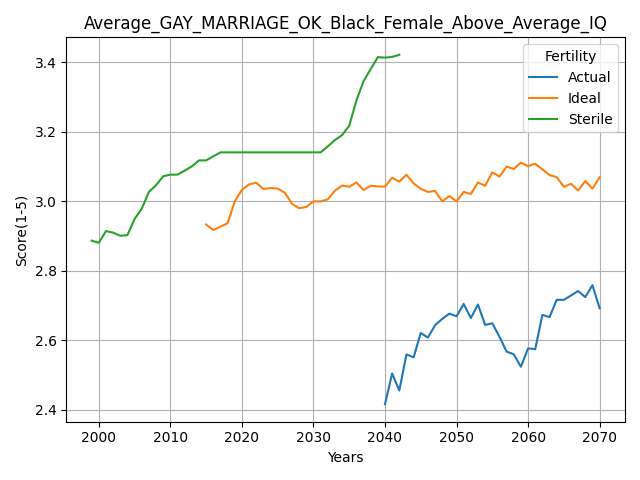 Average_GAY_MARRIAGE_OK_Black_Female_Above_Average_IQ
Score(1-5)
3.4
3.2
3.0
2.8
2.6
2.4
Fertility
Actual
Ideal
Sterile
2000 2010 2020 2030 2040 2050 2060 2070
Years